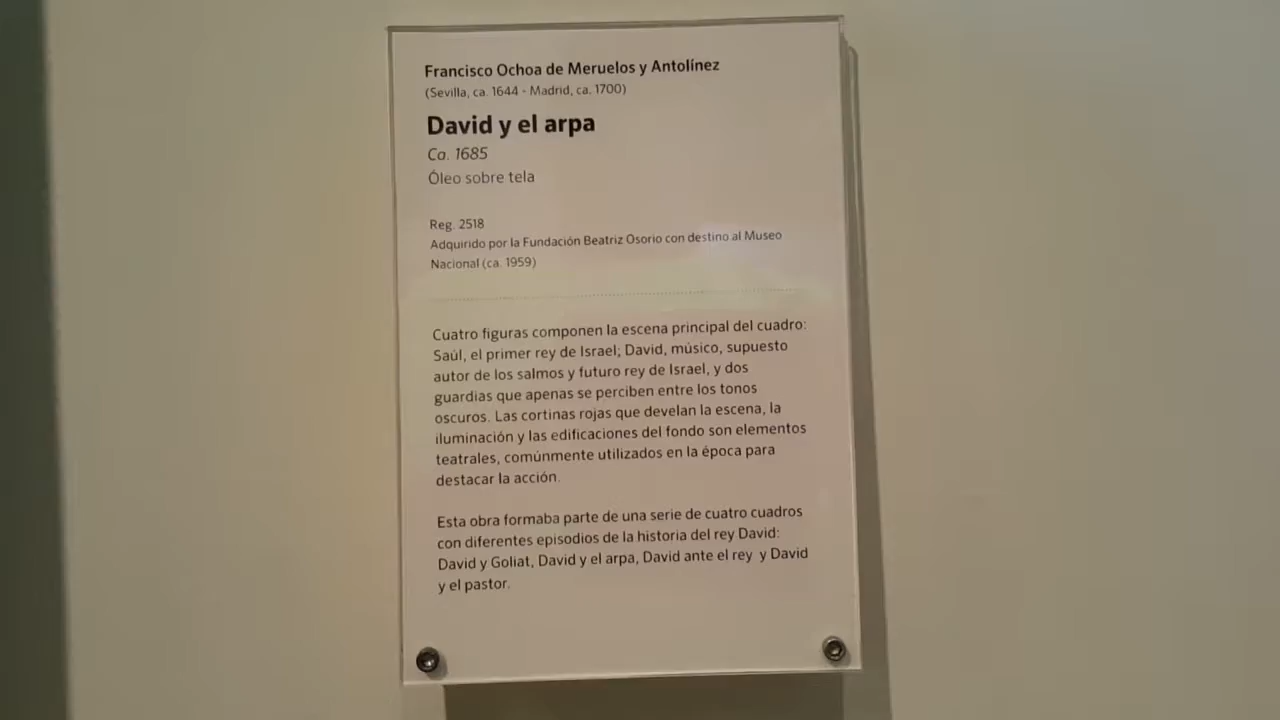 Francisco Ochoa de Meruelos y Antolínez
(Sevilla, ca. 1644 - Madrid, ca. 1700)
David y el arpa
Ca. 1685
Óleo sobre tela
Reg. 2518
Adquirido por la Fundación Beatriz Osorio con destino al Museo
Nacional (ca. 1959)
Cuatro figuras componen la escena principal del cuadro:
Saúl, el primer rey de Israel; David, músico, supuesto
autor de los salmos y futuro rey de Israel, y dos
guardias que apenas se perciben entre los tonos
oscuros. Las cortinas rojas que develan la escena, la
iluminación y las edificaciones del fondo son elementos
teatrales, comúnmente utilizados en la época para
destacar la acción.
Esta obra formaba parte de una serie de cuatro cuadros
con diferentes episodios de la historia del rey David:
David y Goliat, David y el arpa, David ante el rey  y David
y el pastor.